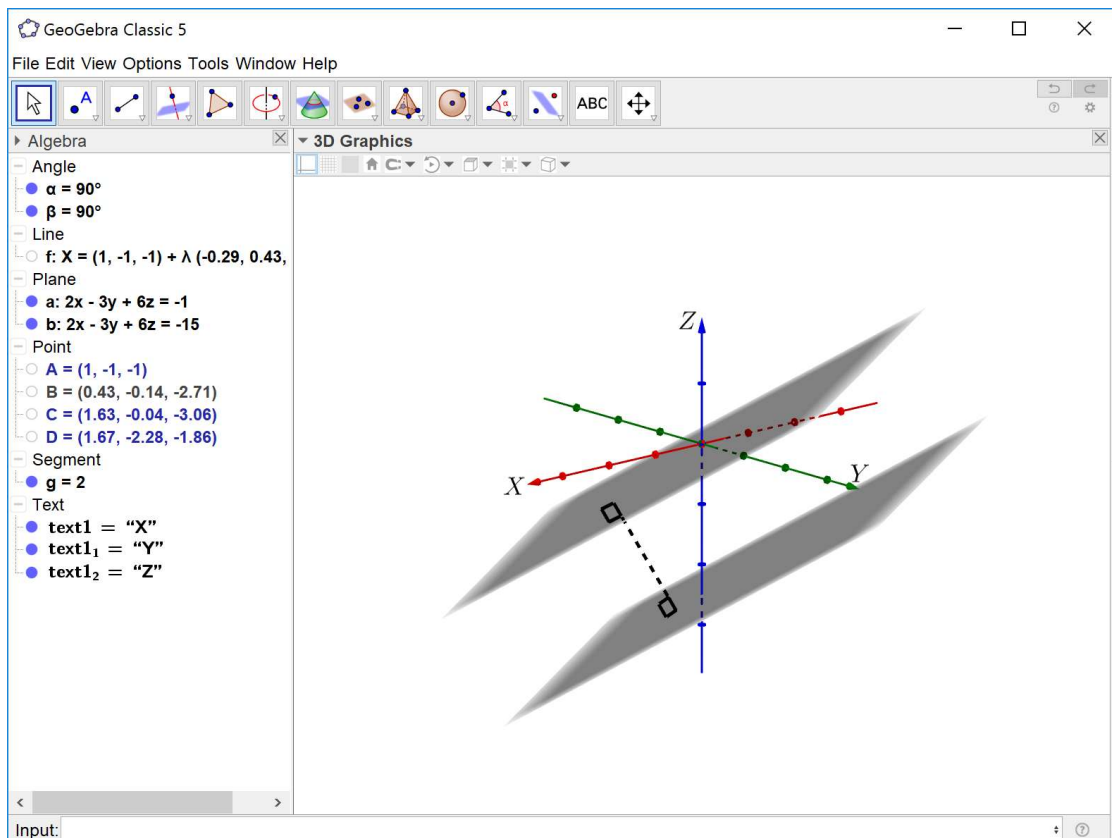 GeoGebra Classic 5
File Edit View Options Tools Window Help
A
α
ABC
Algebra
3D Graphics
Angle
α = 90°
β = 90°
Line
f: X = (1, -1, -1) + λ (-0.29, 0.43,
Plane
a: 2x - 3y + 6z = -1
b: 2x - 3y + 6z = -15
Point
A = (1, -1, -1)
B = (0.43, -0.14, -2.71)
C = (1.63, -0.04, -3.06)
D = (1.67, -2.28, -1.86)
Segment
g = 2
Text
text1 = “X”
text1₁ = “Y”
text1₂ = “Z”
Z
X
Y
Input: